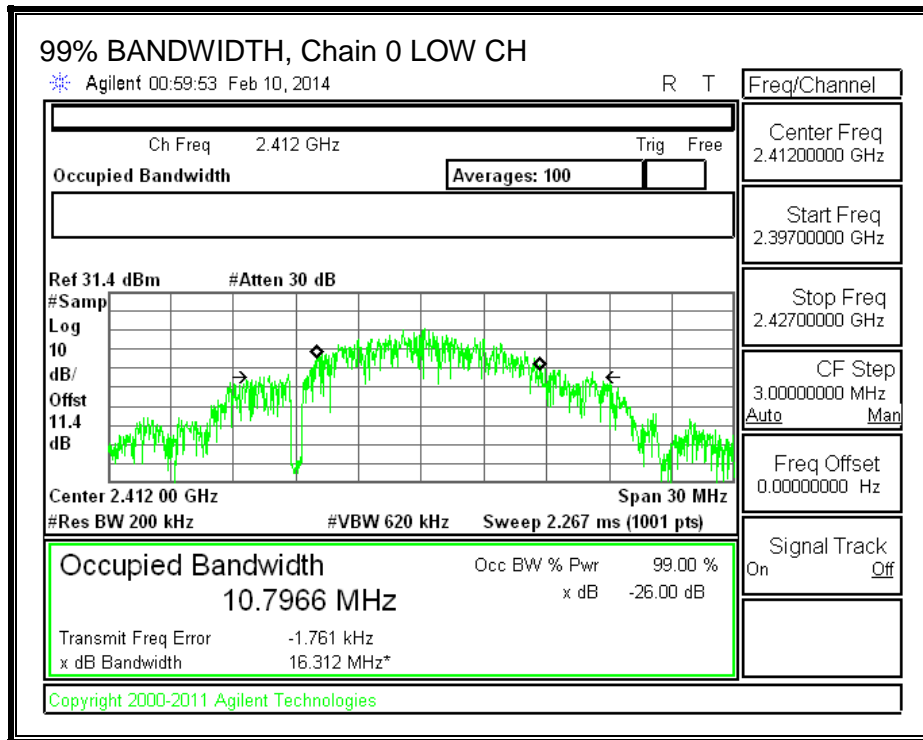 99% BANDWIDTH, Chain 0 LOW CH
Agilent 00:59:53 Feb 10, 2014 R T
Freq/Channel
Ch Freq 2.412 GHz Trig Free
Occupied Bandwidth Averages: 100
Center Freq
2.41200000 GHz
Start Freq
2.39700000 GHz
Stop Freq
2.42700000 GHz
CF Step
3.00000000 MHz
Auto Man
Freq Offset
0.00000000 Hz
Signal Track
On Off
Ref 31.4 dBm #Atten 30 dB
#Samp
Log
10
dB/
Offst
11.4
dB
Center 2.412 00 GHz Span 30 MHz
#Res BW 200 kHz #VBW 620 kHz Sweep 2.267 ms (1001 pts)
Occupied Bandwidth Occ BW % Pwr 99.00 %
10.7966 MHz x dB -26.00 dB
Transmit Freq Error -1.761 kHz
x dB Bandwidth 16.312 MHz*
Copyright 2000-2011 Agilent Technologies